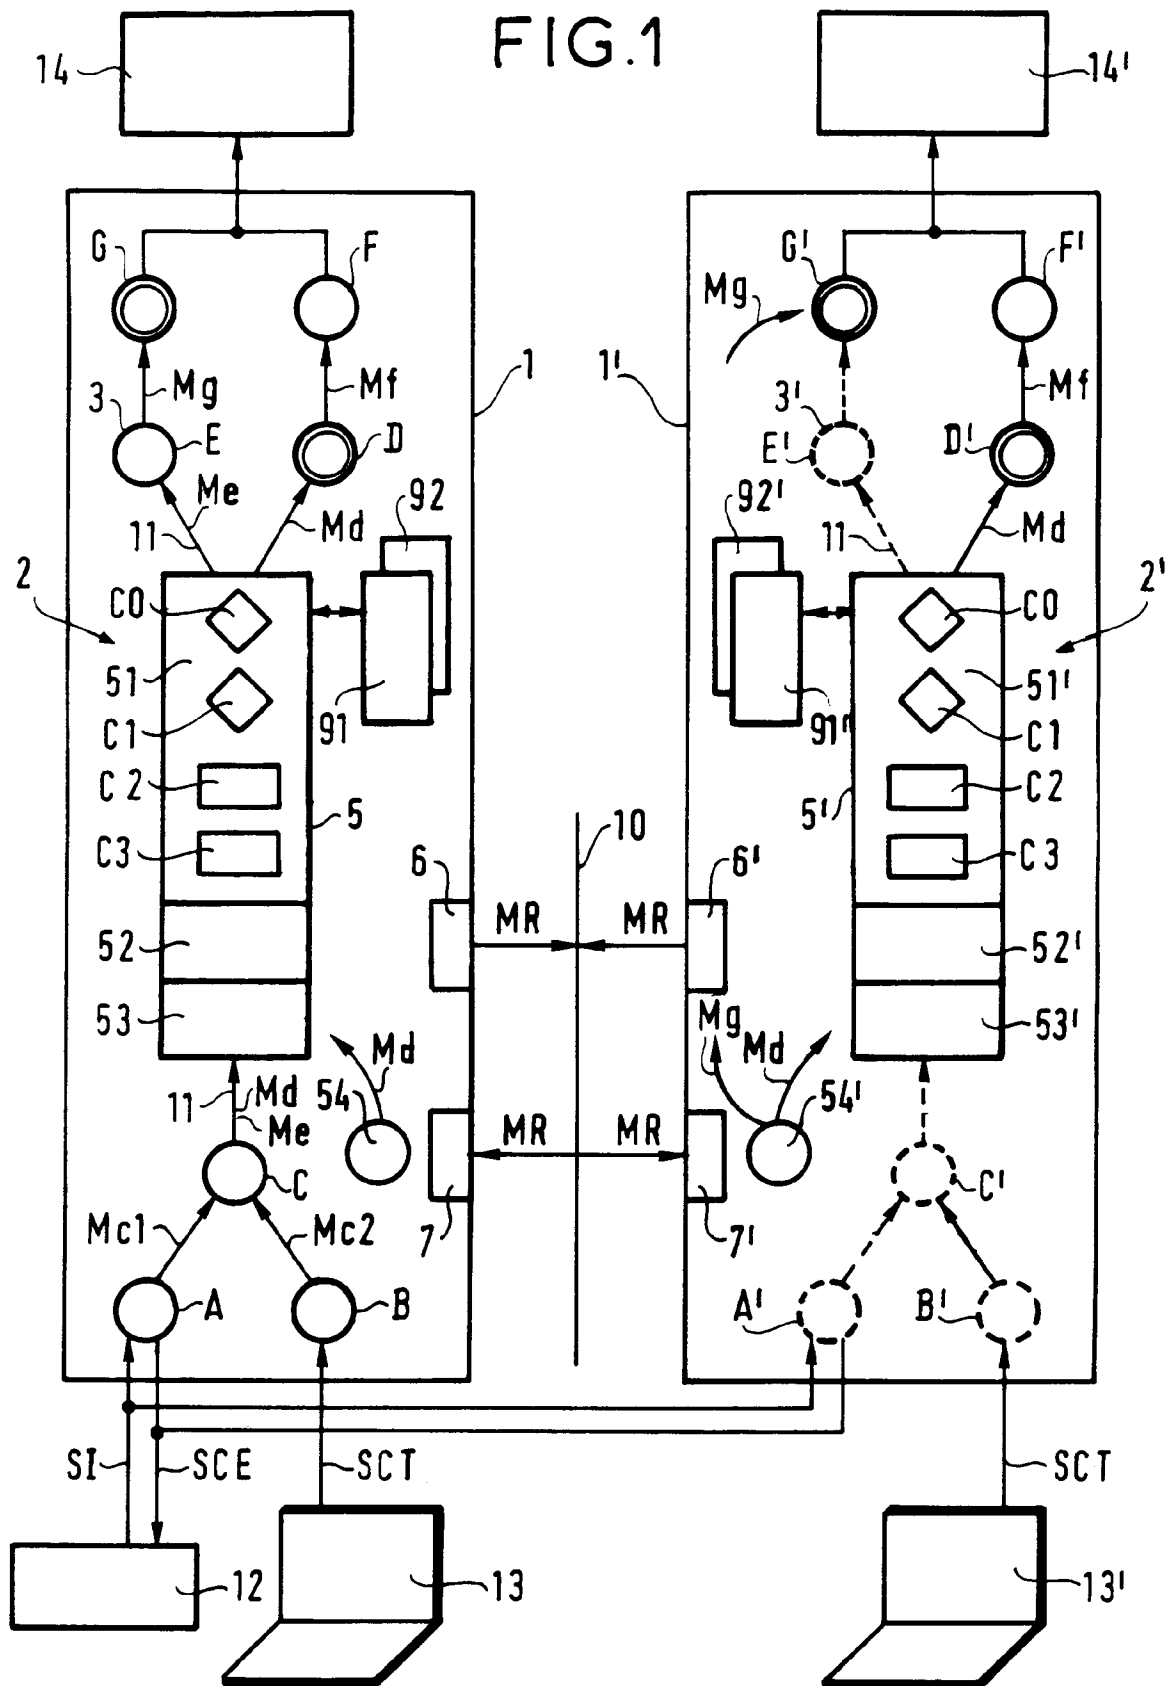 FIG.1
14
14'
G
F
G'
F'
Mg
1
1'
3
Mg
Mf
3'
Mf
E
D
E'
D'
Me
92
92'
11
Md
11
Md
2
2'
C0
C0
51
51'
C1
91
91'
C1
C2
C2
5
10
5'
C3
6
6'
C3
MR
MR
52
52'
53
Mg
53'
Md
Md
11
Md
54
54'
Me
MR
MR
C
C'
Mc1
Mc2
7
7'
A
B
A'
B'
SI
SCE
SCT
SCT
12
13
13'